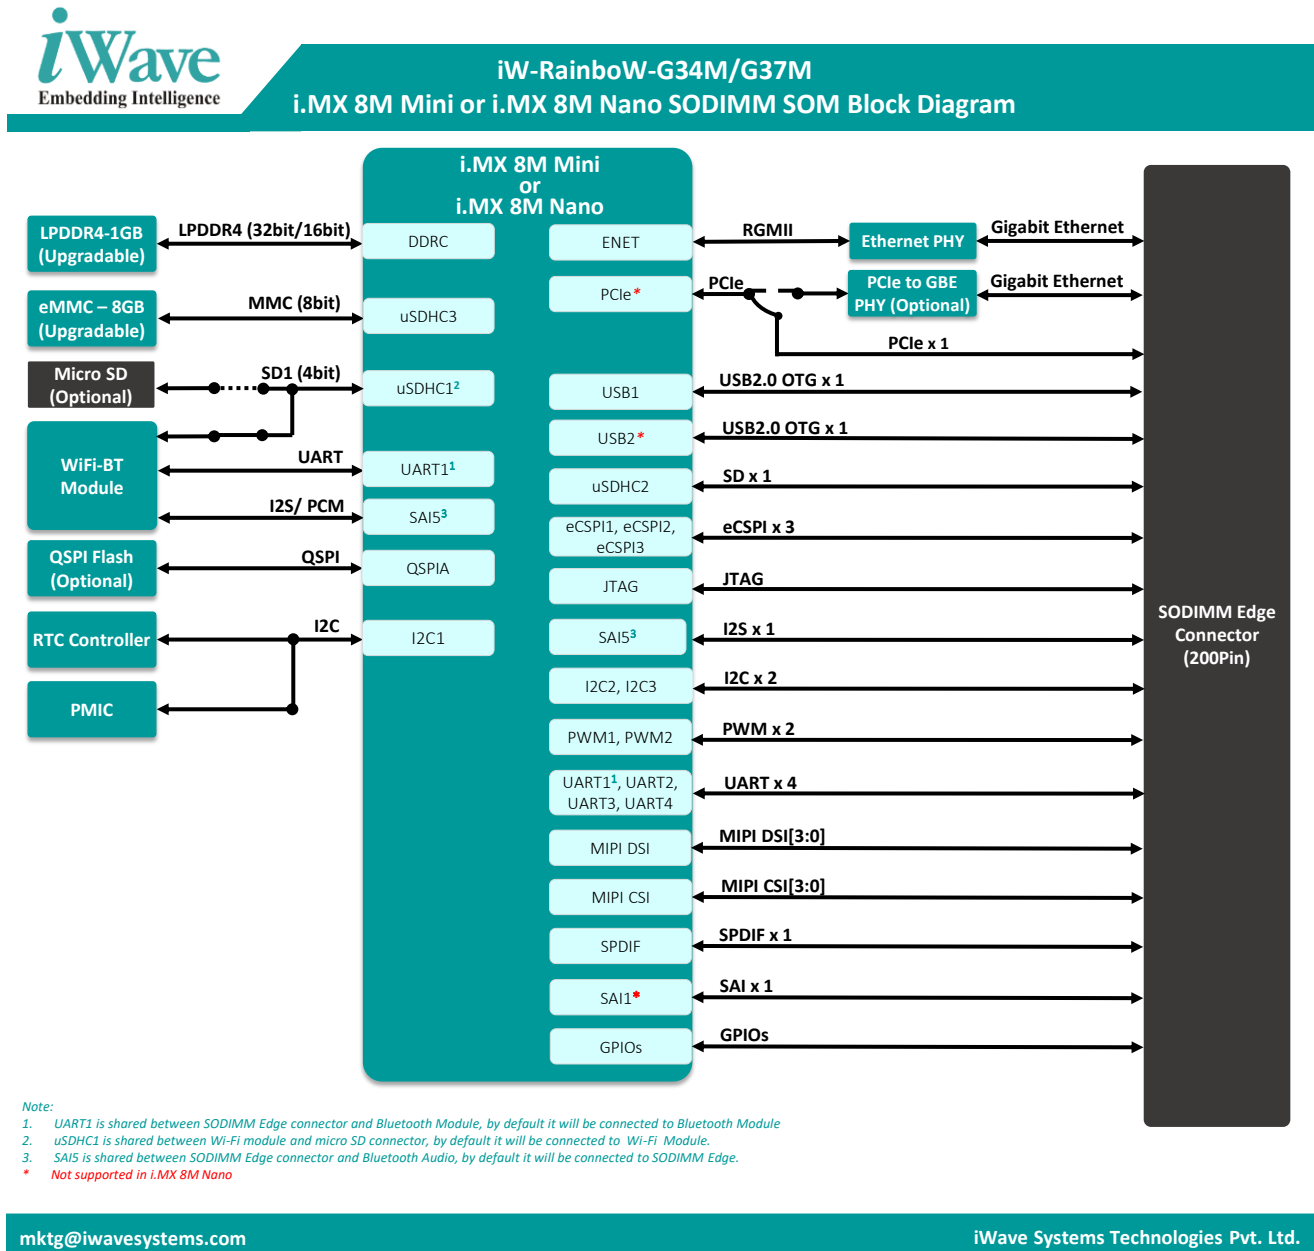 iWave
Embedding Intelligence
iW-RainboW-G34M/G37M
i.MX 8M Mini or i.MX 8M Nano SODIMM SOM Block Diagram
i.MX 8M Mini
or
i.MX 8M Nano
LPDDR4-1GB
(Upgradable)
LPDDR4 (32bit/16bit)
DDRC
eMMC – 8GB
(Upgradable)
MMC (8bit)
uSDHC3
Micro SD
(Optional)
SD1 (4bit)
uSDHC1²
WiFi-BT
Module
UART
UART1¹
I2S/ PCM
SAI5³
QSPI Flash
(Optional)
QSPI
QSPIA
RTC Controller
I2C
I2C1
PMIC
ENET
RGMII
Ethernet PHY
Gigabit Ethernet
PCIe*
PCIe
PCIe to GBE
PHY (Optional)
Gigabit Ethernet
PCIe x 1
USB1
USB2.0 OTG x 1
USB2*
USB2.0 OTG x 1
uSDHC2
SD x 1
eCSPI1, eCSPI2,
eCSPI3
eCSPI x 3
JTAG
JTAG
SAI5³
I2S x 1
I2C2, I2C3
I2C x 2
PWM1, PWM2
PWM x 2
UART1¹, UART2,
UART3, UART4
UART x 4
MIPI DSI
MIPI DSI[3:0]
MIPI CSI
MIPI CSI[3:0]
SPDIF
SPDIF x 1
SAI1*
SAI x 1
GPIOs
GPIOs
SODIMM Edge
Connector
(200Pin)
Note:
1. UART1 is shared between SODIMM Edge connector and Bluetooth Module, by default it will be connected to Bluetooth Module
2. uSDHC1 is shared between Wi-Fi module and micro SD connector, by default it will be connected to Wi-Fi Module.
3. SAI5 is shared between SODIMM Edge connector and Bluetooth Audio, by default it will be connected to SODIMM Edge.
* Not supported in i.MX 8M Nano
mktg@iwavesystems.com
iWave Systems Technologies Pvt. Ltd.